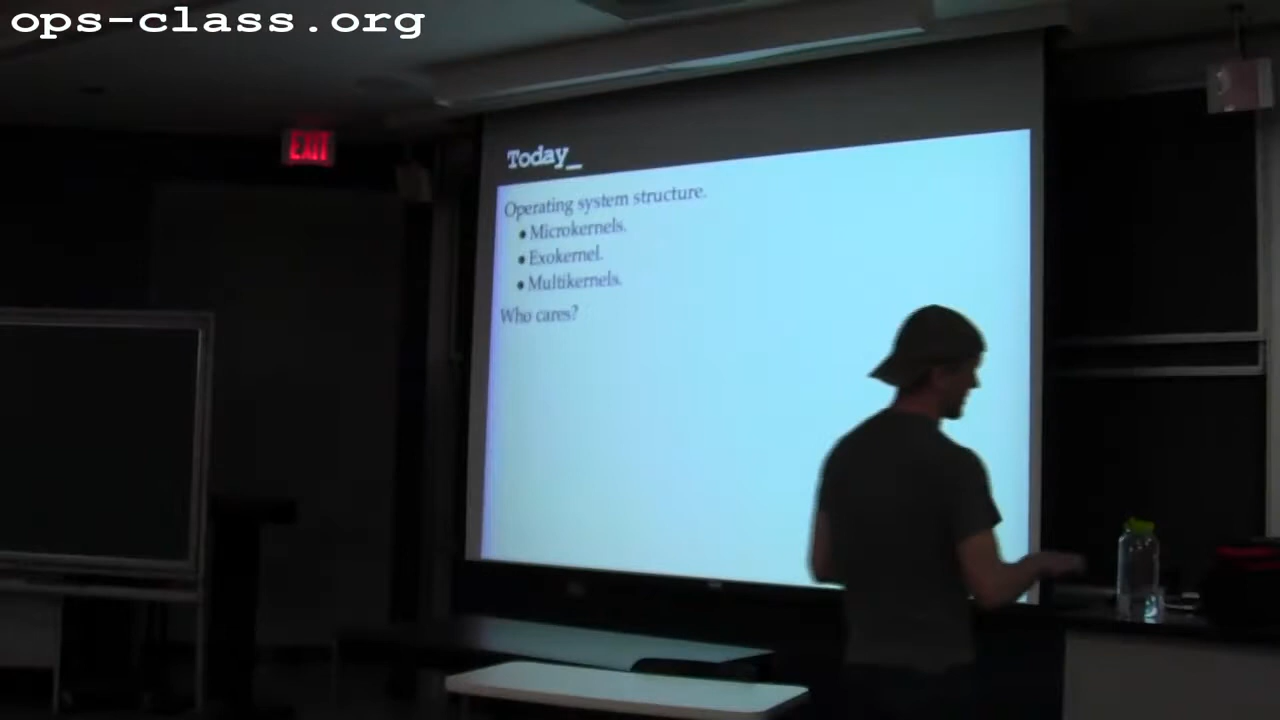 ops-class.org
EXIT
Today_
Operating system structure.
• Microkernels.
• Exokernel.
• Multikernels.
Who cares?